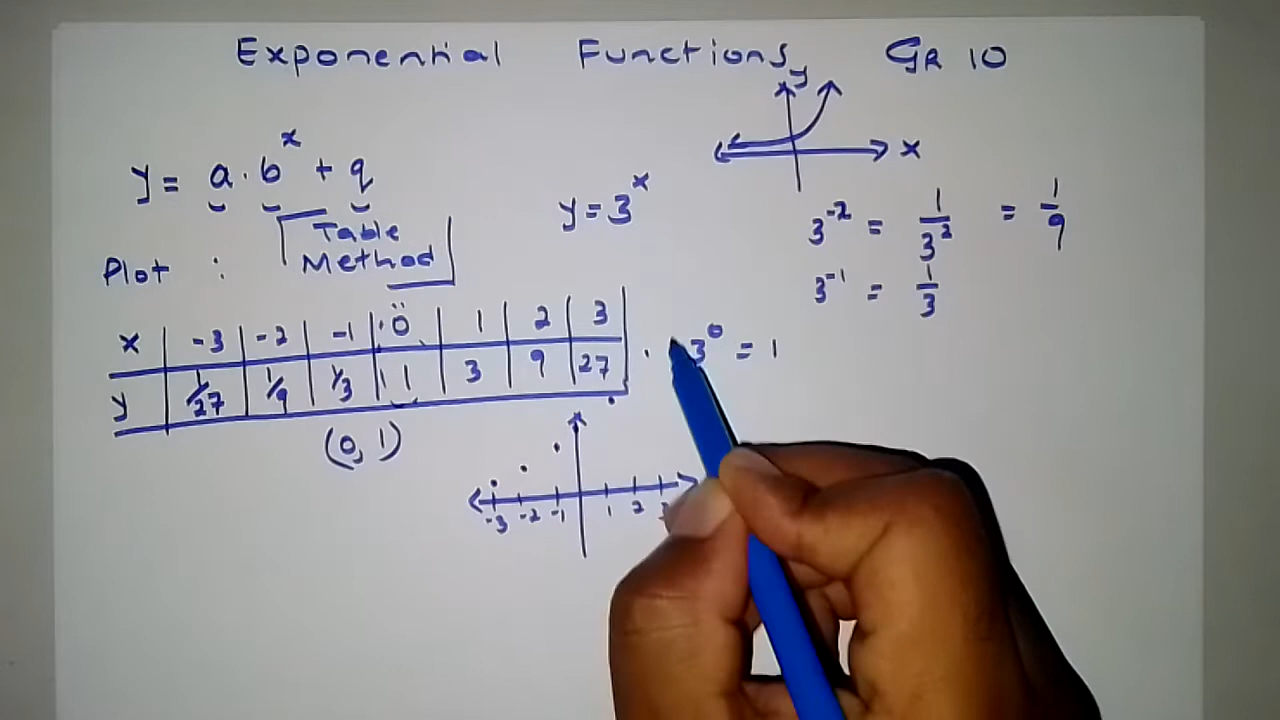 Exponential Functions GR 10
y
x
y = a . b^x + q
y = 3^x
3^-2 = 1/3^2 = 1/9
3^-1 = 1/3
Plot : Table Method
x -3 -2 -1 0 1 2 3
y 1/27 1/9 1/3 1 3 9 27
3^0 = 1
(0, 1)
-3 -2 -1 1 2